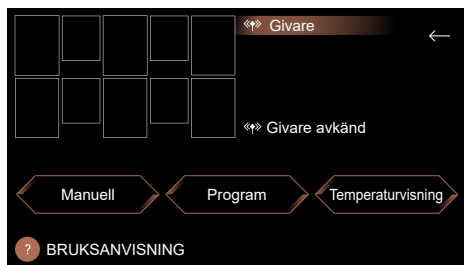 Givare
Givare avkänd
Manuell
Program
Temperaturvisning
? BRUKSANVISNING